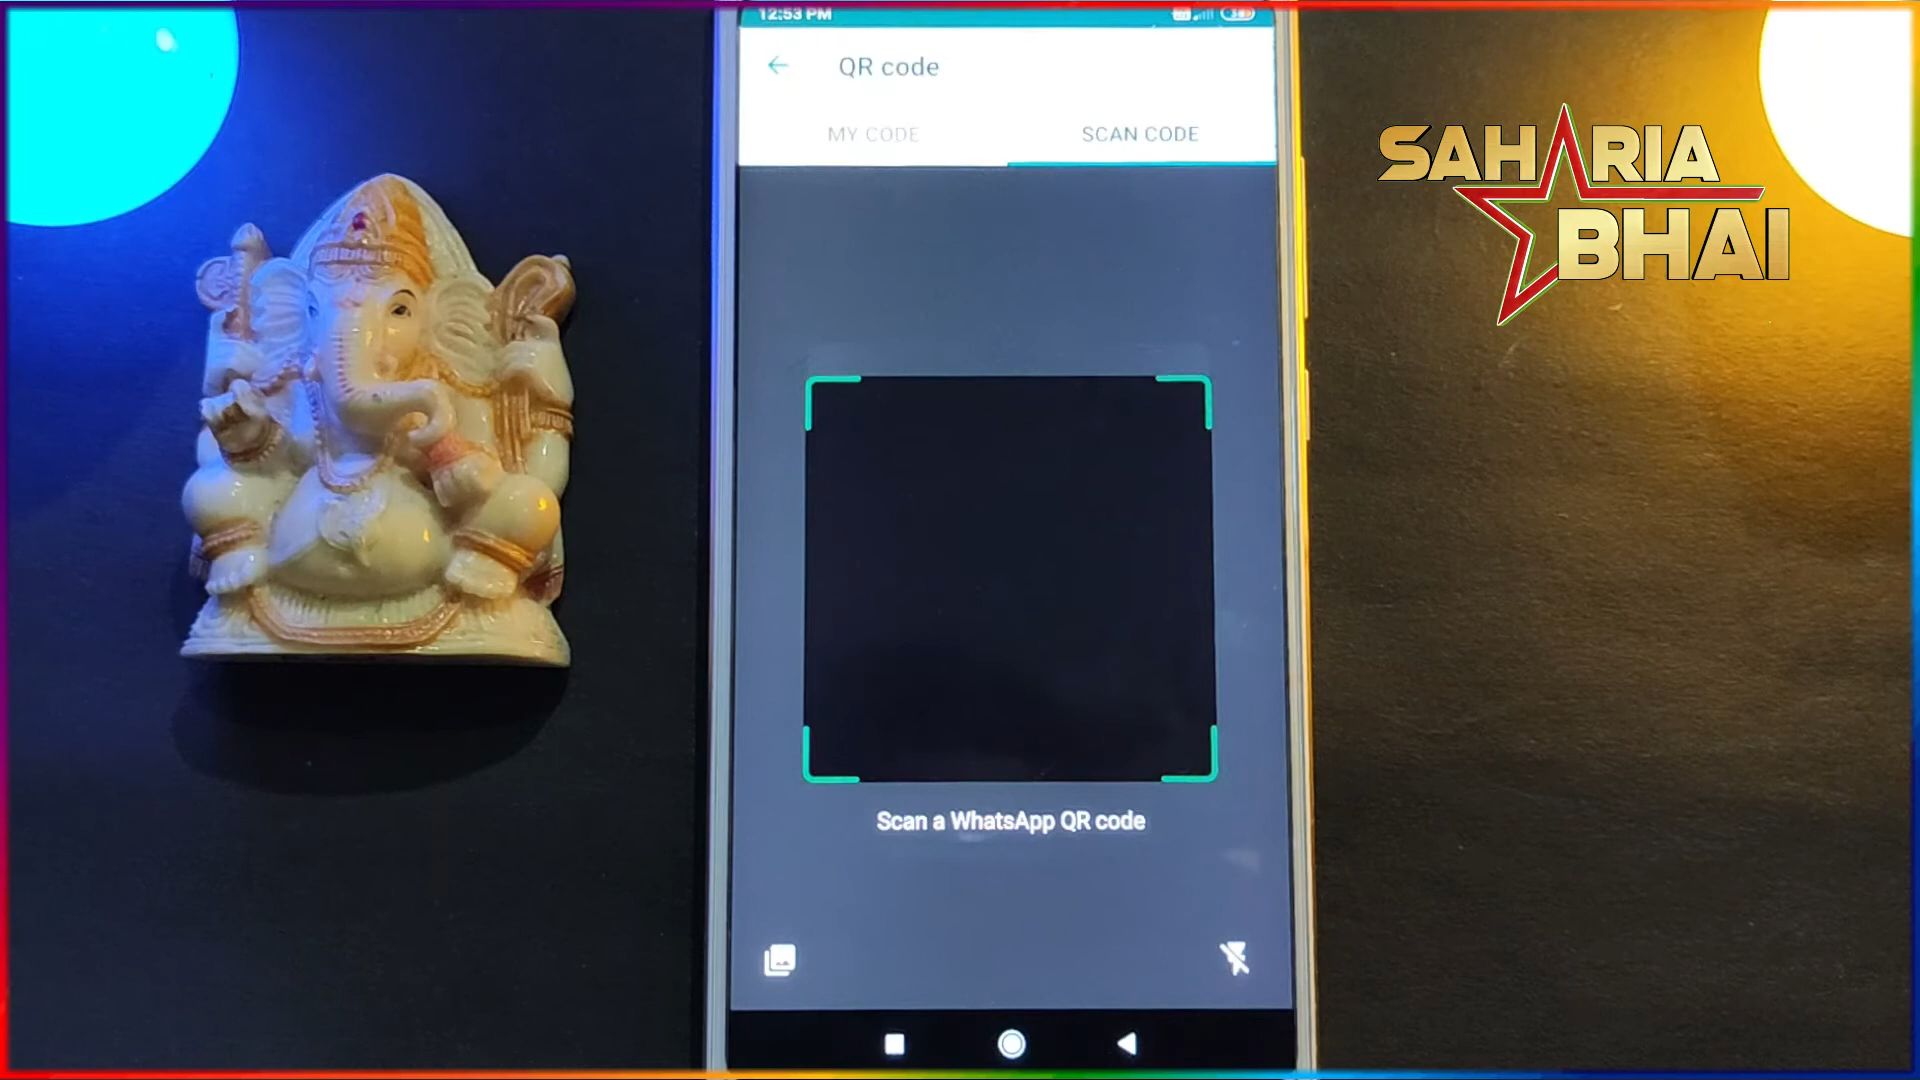 12:53 PM
QR code
MY CODE
SCAN CODE
SAHARIA
BHAI
Scan a WhatsApp QR code